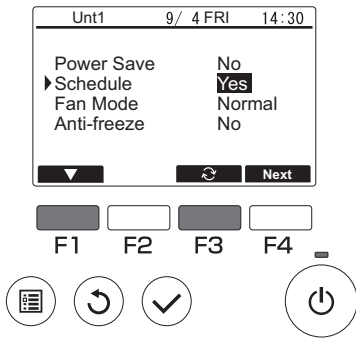 Unt1 9/ 4 FRI 14:30
Power Save No
Schedule Yes
Fan Mode Normal
Anti-freeze No
Next
F1 F2 F3 F4